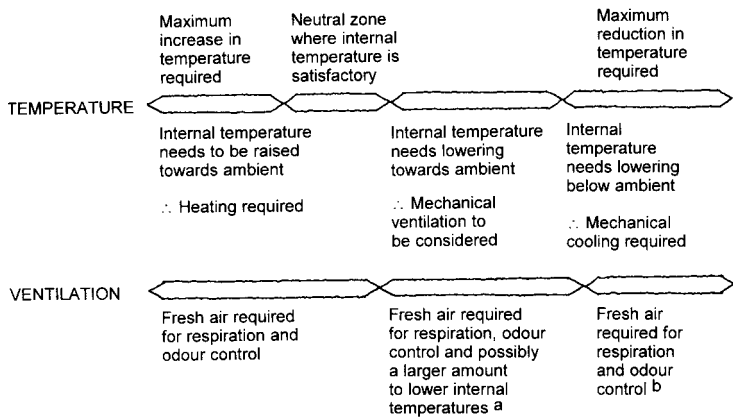 Maximum
increase in
temperature
required
Neutral zone
where internal
temperature is
satisfactory
Maximum
reduction in
temperature
required
TEMPERATURE
Internal temperature
needs to be raised
towards ambient
∴ Heating required
Internal temperature
needs lowering
towards ambient
∴ Mechanical
ventilation to
be considered
Internal
temperature
needs lowering
below ambient
∴ Mechanical
cooling required
VENTILATION
Fresh air required
for respiration and
odour control
Fresh air required
for respiration, odour
control and possibly
a larger amount
to lower internal
temperatures a
Fresh air
required for
respiration
and odour
control b